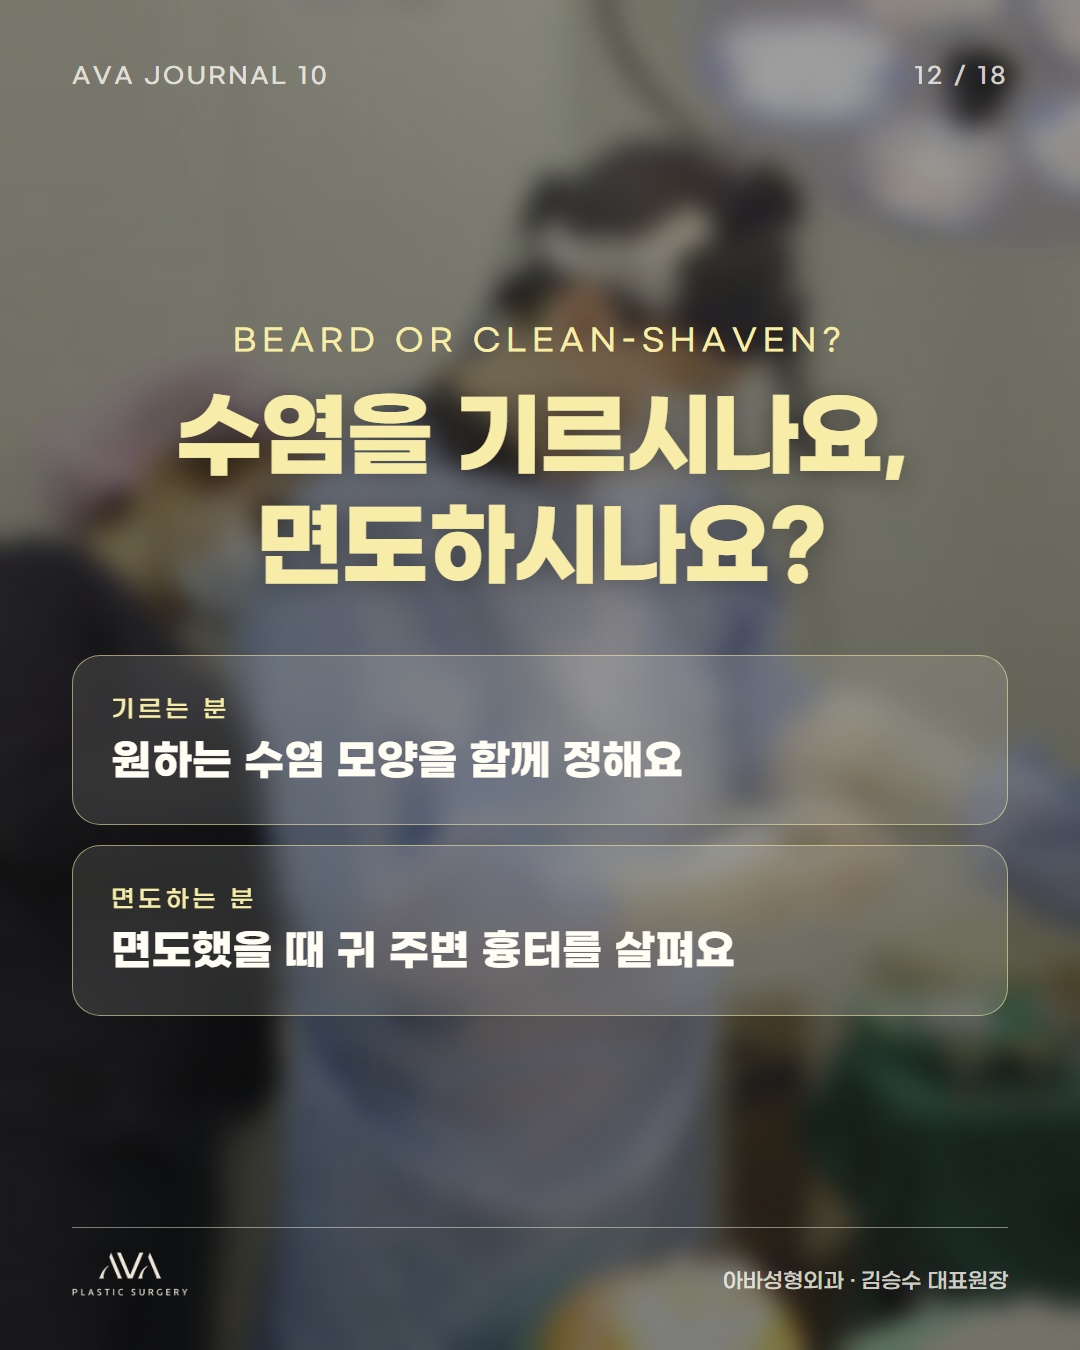 AVA JOURNAL 10
12 / 18
BEARD OR CLEAN-SHAVEN?
수염을 기르시나요,
면도하시나요?
기르는 분
원하는 수염 모양을 함께 정해요
면도하는 분
면도했을 때 귀 주변 흉터를 살펴요
AVA
PLASTIC SURGERY
아바성형외과 · 김승수 대표원장